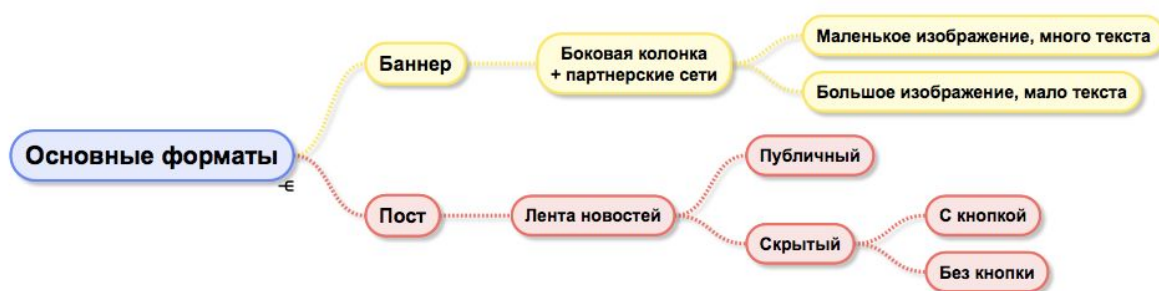 Основные форматы
Баннер
Боковая колонка
+ партнерские сети
Маленькое изображение, много текста
Большое изображение, мало текста
Пост
Лента новостей
Публичный
Скрытый
С кнопкой
Без кнопки